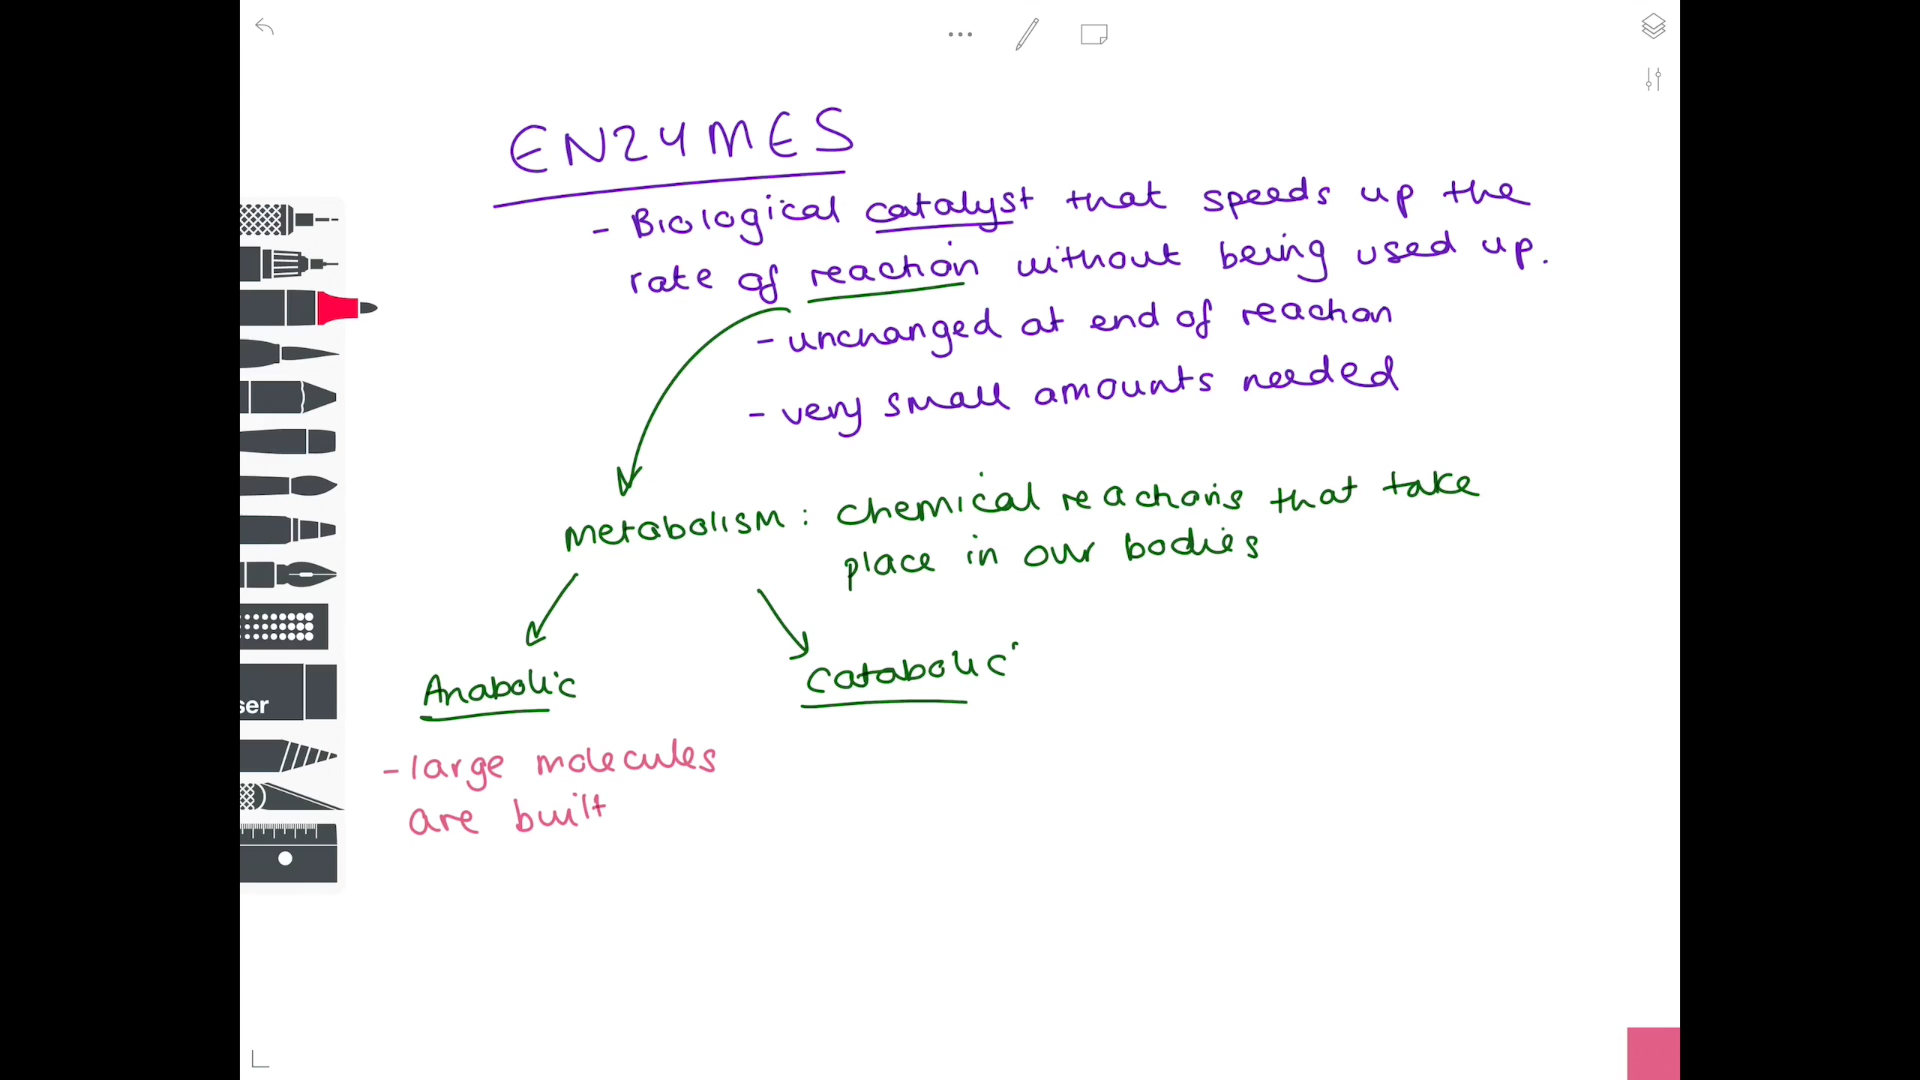 ENZYMES
- Biological catalyst that speeds up the
rate of reaction without being used up.
- unchanged at end of reaction
- very small amounts needed
Metabolism: chemical reactions that take
place in our bodies
Anabolic
Catabolic
- large molecules
are built
ser